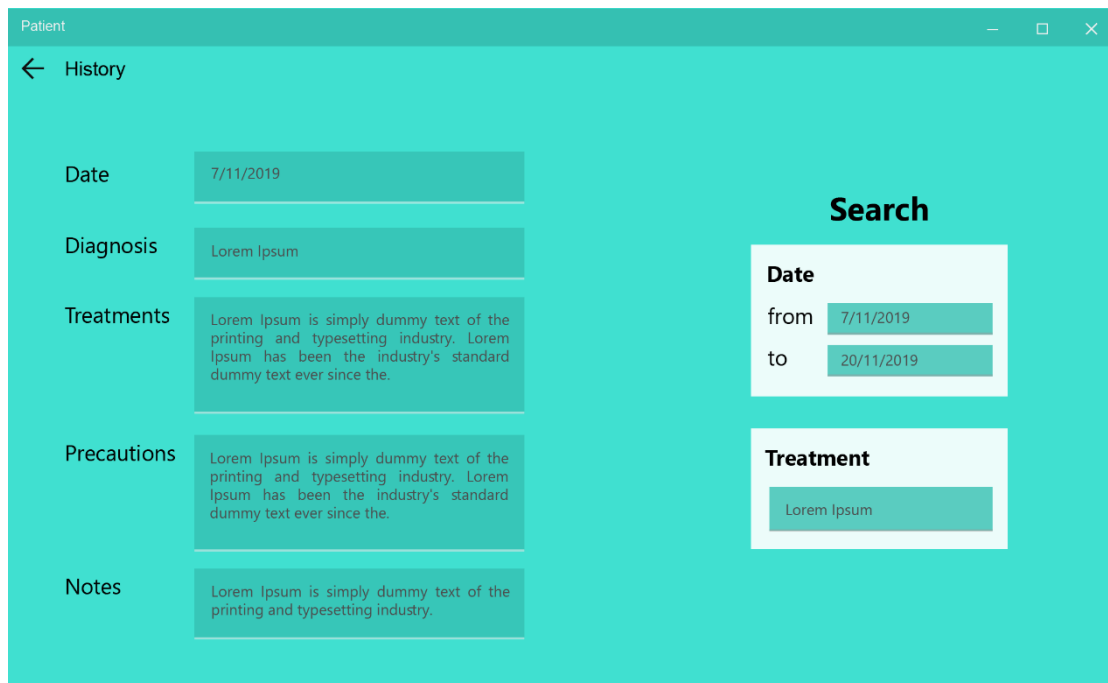 Patient
History
Date
7/11/2019
Diagnosis
Lorem Ipsum
Treatments
Lorem Ipsum is simply dummy text of the
printing and typesetting industry. Lorem
Ipsum has been the industry's standard
dummy text ever since the.
Precautions
Lorem Ipsum is simply dummy text of the
printing and typesetting industry. Lorem
Ipsum has been the industry's standard
dummy text ever since the.
Notes
Lorem Ipsum is simply dummy text of the
printing and typesetting industry.
Search
Date
from 7/11/2019
to 20/11/2019
Treatment
Lorem Ipsum